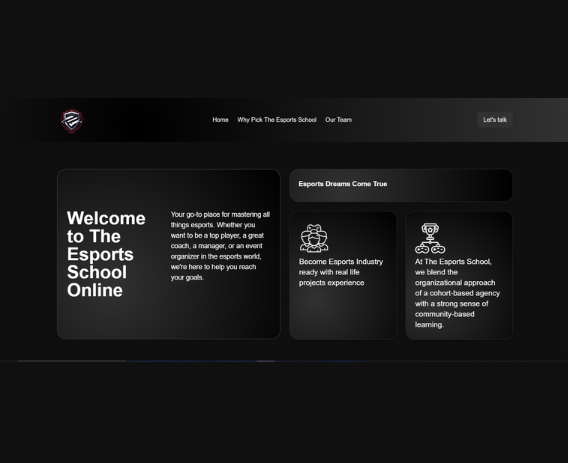 Home Why Pick The Esports School Our Team Let's talk
Welcome
to The
Esports
School
Online
Your go-to place for mastering all
things esports. Whether you
want to be a top player, a great
coach, a manager, or an event
organizer in the esports world,
we're here to help you reach
your goals.
Esports Dreams Come True
Become Esports Industry
ready with real life
projects experience
At The Esports School,
we blend the
organizational approach
of a cohort-based agency
with a strong sense of
community-based
learning.